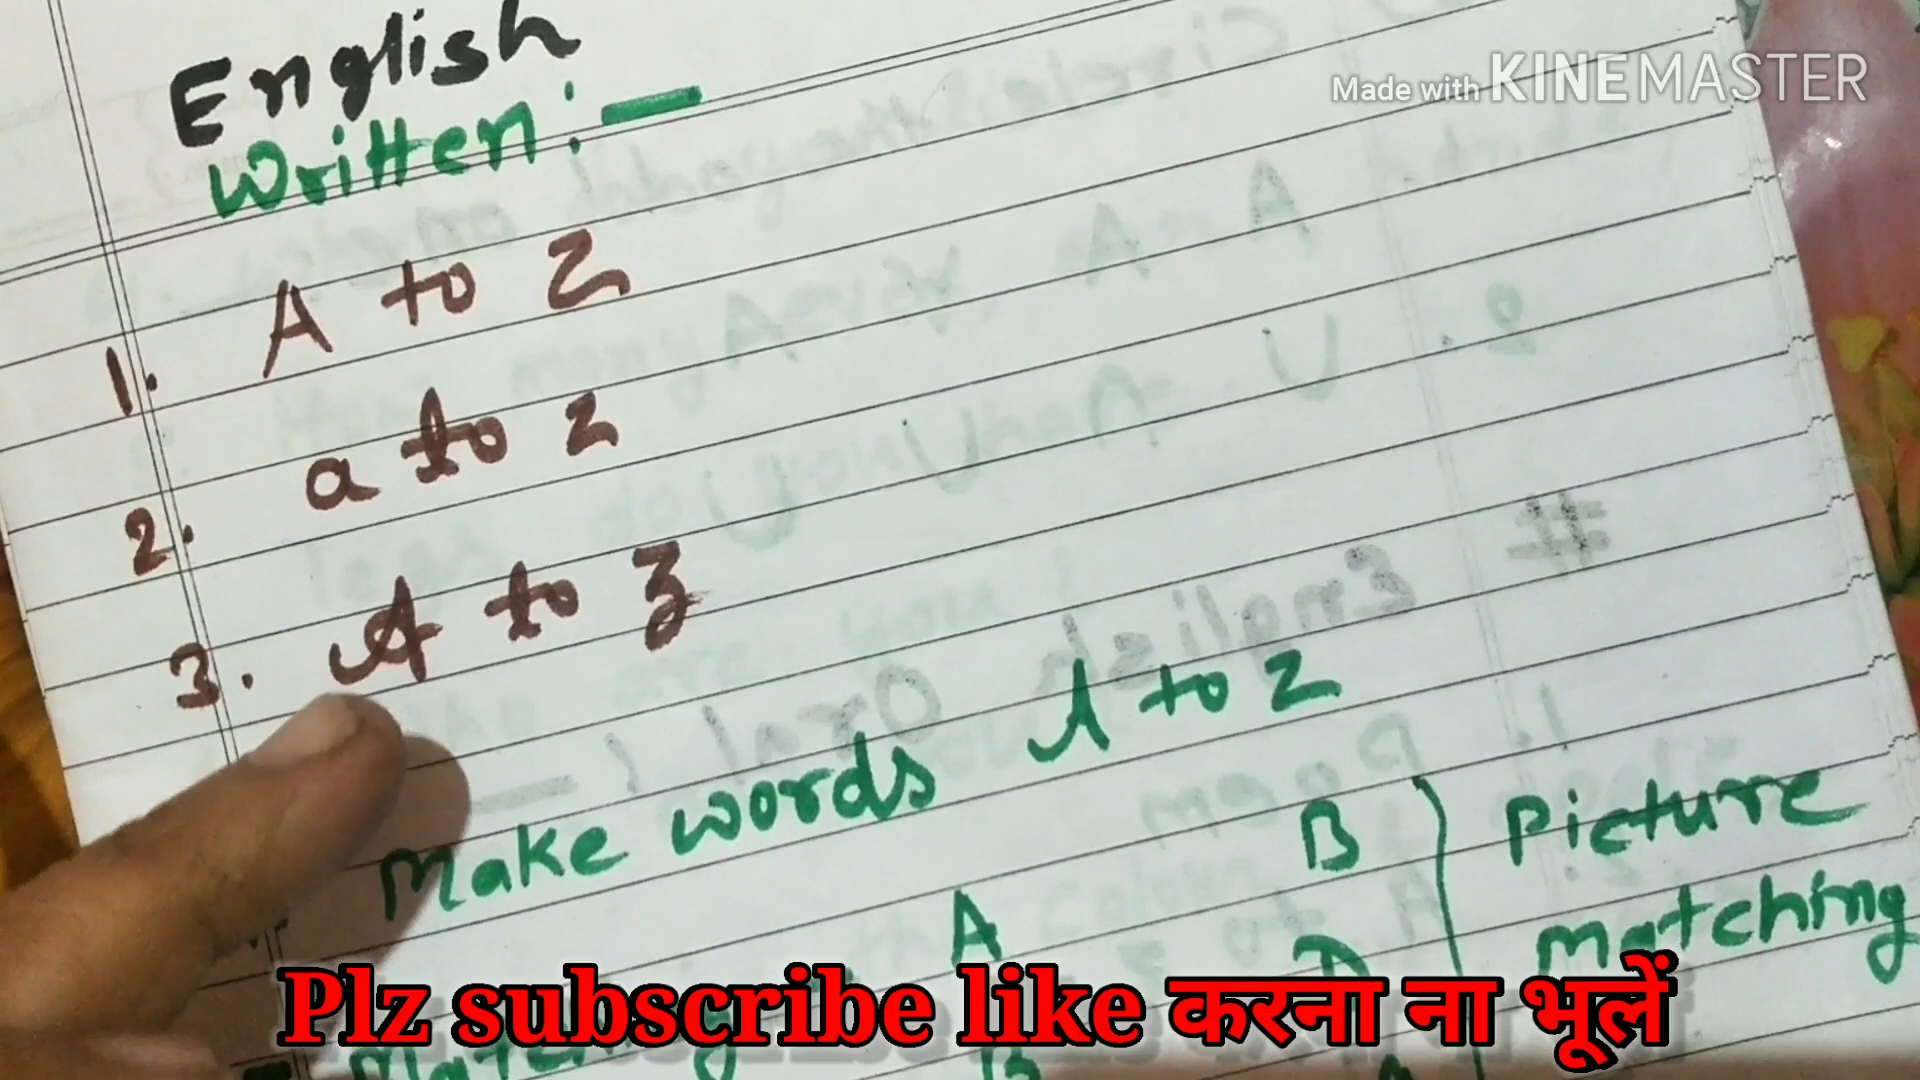 Made with KINEMASTER
English
Written:—
1. A to Z
2. a to z
3. A to Z
Make words A to Z
A B Picture
D Matching
Plz subscribe like करना ना भूलें
Matching
B